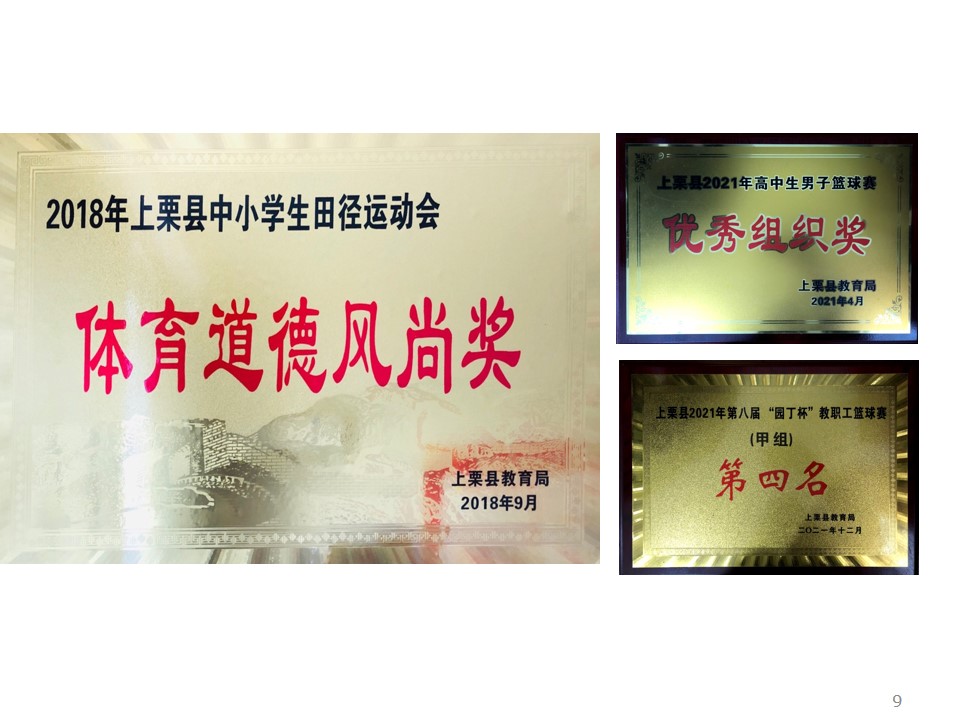 2018年上栗县中小学生田径运动会
体育道德风尚奖
上栗县教育局
2018年9月
上栗县2021年高中生男子篮球赛
优秀组织奖
上栗县教育局
2021年4月
上栗县2021年第八届“园丁杯”教职工篮球赛
(甲组)
第四名
上栗县教育局
二〇二一年十二月
9